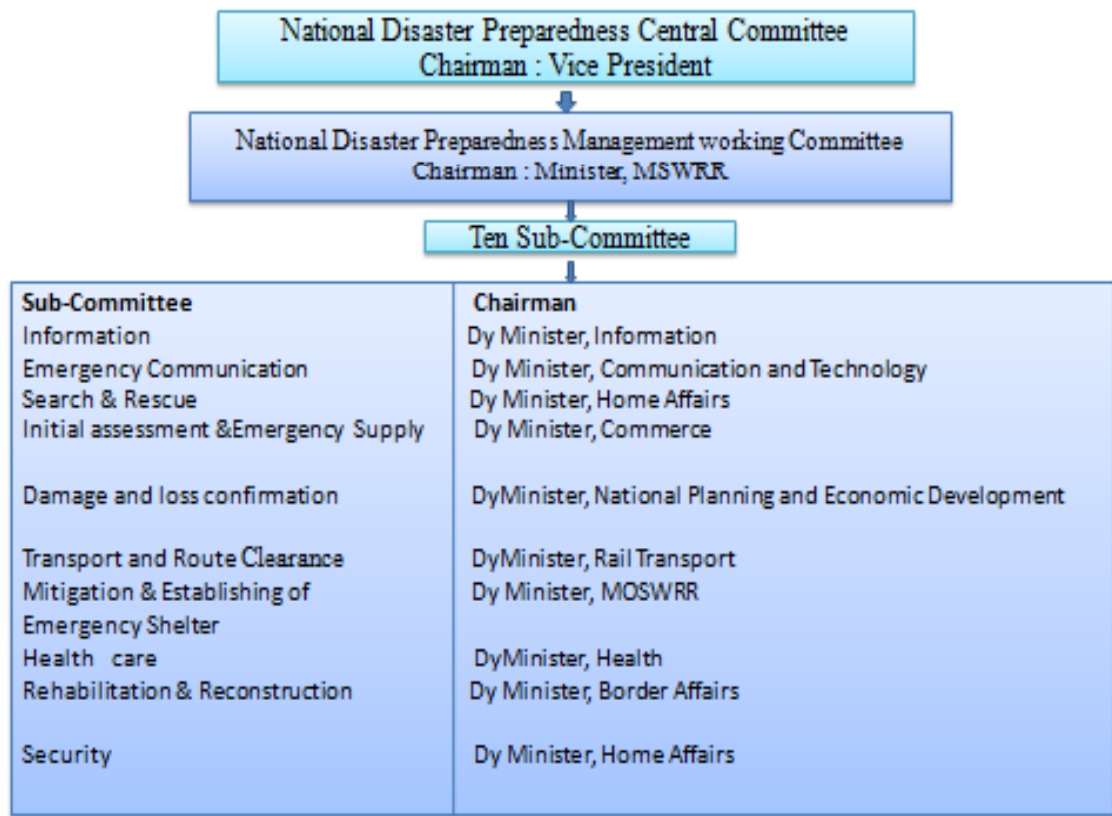 National Disaster Preparedness Central Committee
Chairman : Vice President
National Disaster Preparedness Management working Committee
Chairman : Minister, MSWRR
Ten Sub-Committee
Sub-Committee Chairman
Information Dy Minister, Information
Emergency Communication Dy Minister, Communication and Technology
Search & Rescue Dy Minister, Home Affairs
Initial assessment &Emergency Supply Dy Minister, Commerce
Damage and loss confirmation DyMinister, National Planning and Economic Development
Transport and Route Clearance DyMinister, Rail Transport
Mitigation & Establishing of Dy Minister, MOSWRR
Emergency Shelter
Health care DyMinister, Health
Rehabilitation & Reconstruction Dy Minister, Border Affairs
Security Dy Minister, Home Affairs